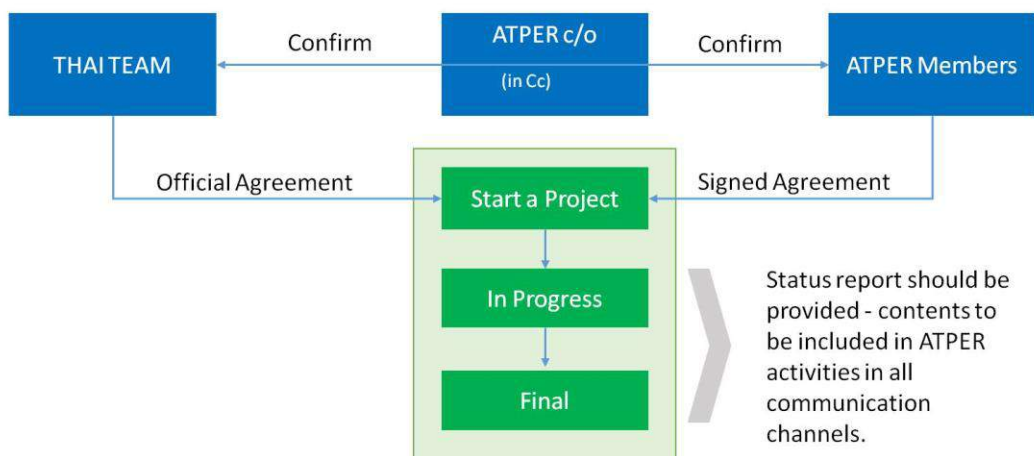 Confirm
ATPER c/o
Confirm
THAI TEAM
(in Cc)
ATPER Members
Official Agreement
Start a Project
Signed Agreement
In Progress
Final
Status report should be
provided - contents to
be included in ATPER
activities in all
communication
channels.